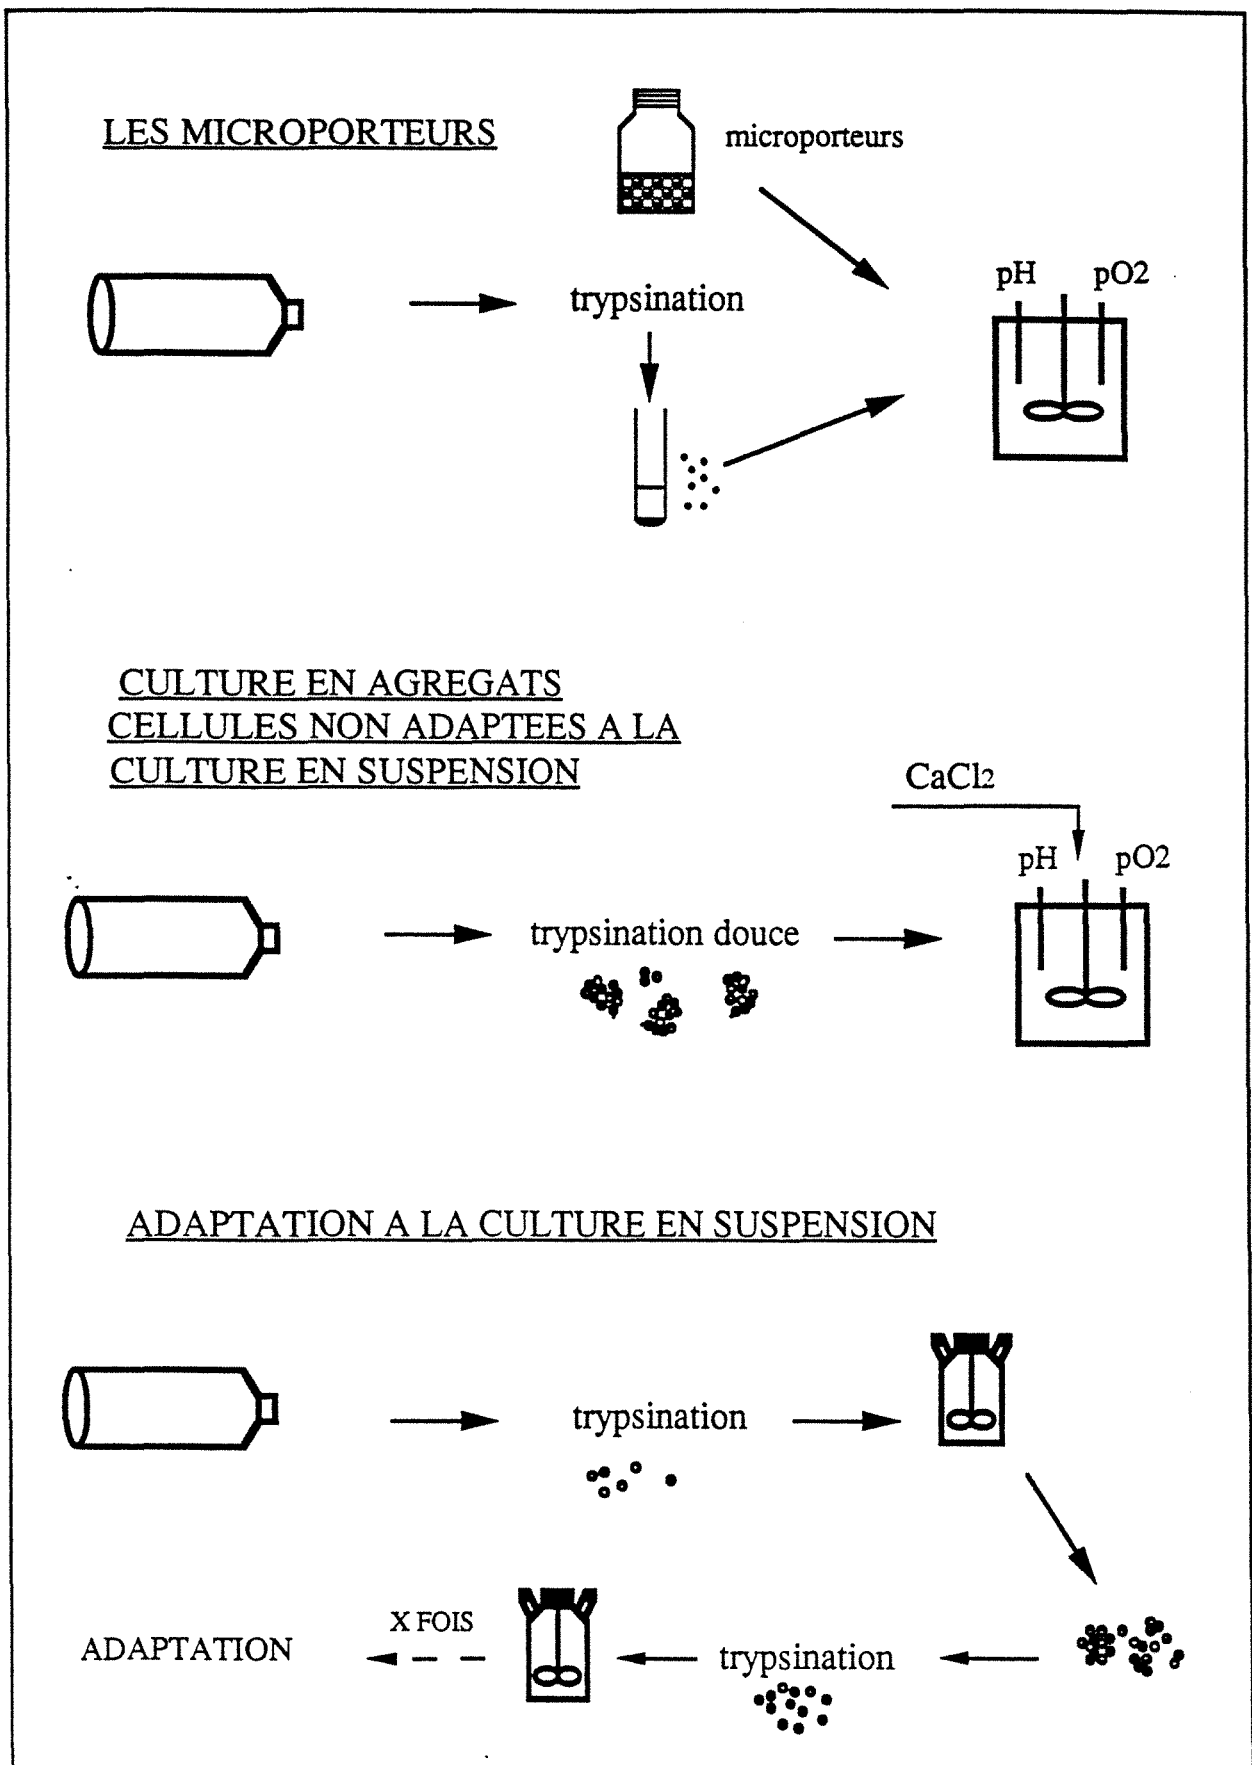 LES MICROPORTEURS
microporteurs
trypsination
pH pO2
CULTURE EN AGREGATS
CELLULES NON ADAPTEES A LA
CULTURE EN SUSPENSION
CaCl2
pH pO2
trypsination douce
ADAPTATION A LA CULTURE EN SUSPENSION
trypsination
X FOIS
ADAPTATION
trypsination